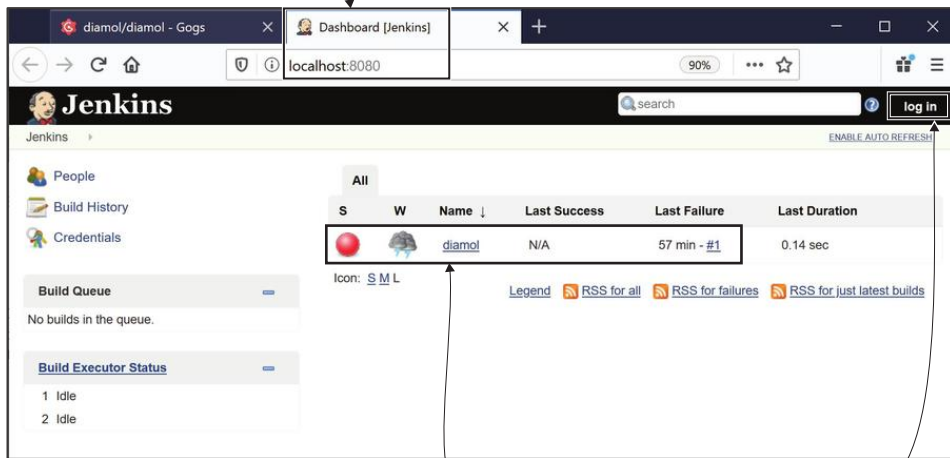 diamol/diamol - Gogs
Dashboard [Jenkins]
localhost:8080
90%
Jenkins
search
log in
Jenkins
ENABLE AUTO REFRESH
People
Build History
Credentials
Build Queue
No builds in the queue.
Build Executor Status
1 Idle
2 Idle
All
S W Name ↓ Last Success Last Failure Last Duration
diamol N/A 57 min - #1 0.14 sec
Icon: S M L
Legend RSS for all RSS for failures RSS for just latest builds